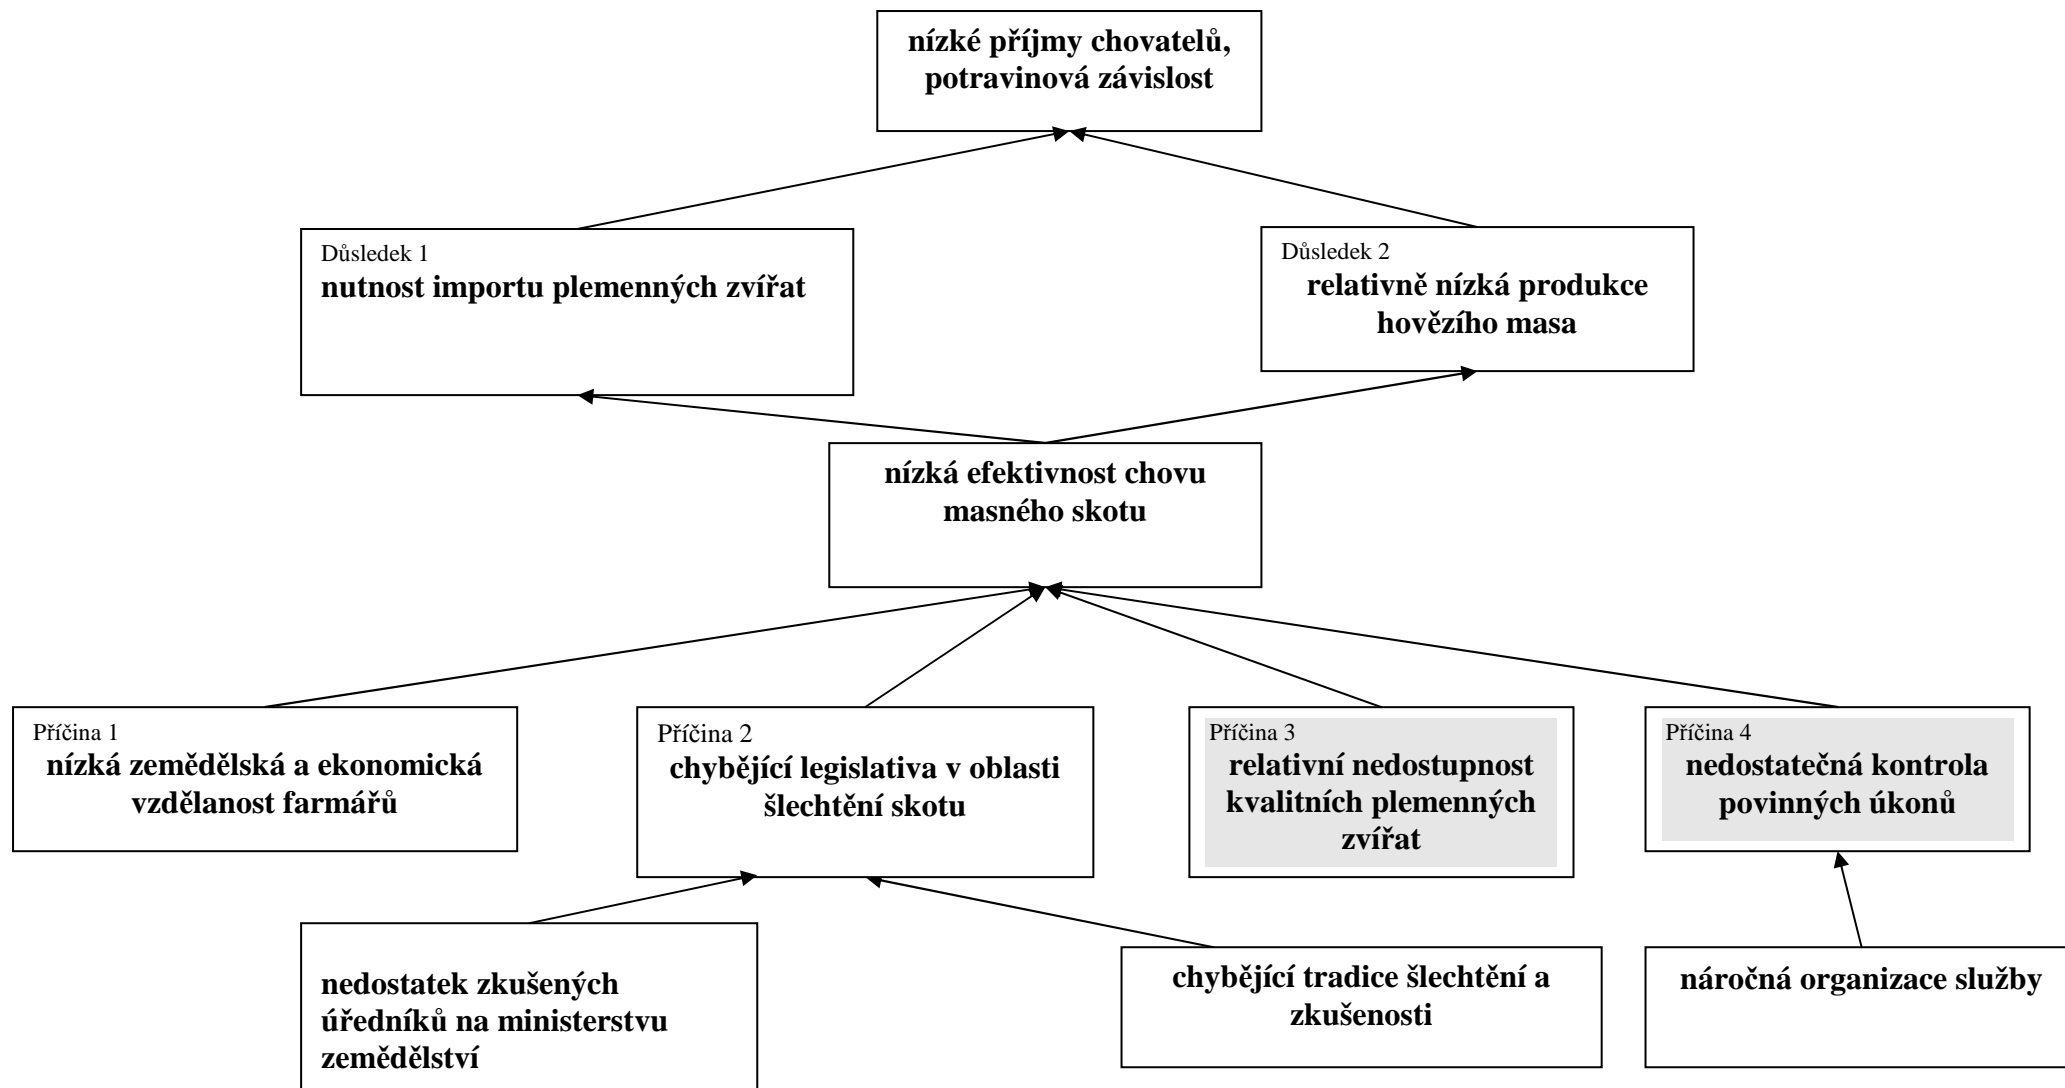 nízké příjmy chovatelů,
potravinová závislost
Důsledek 1
nutnost importu plemenných zvířat
Důsledek 2
relativně nízká produkce
hovězího masa
nízká efektivnost chovu
masného skotu
Příčina 1
nízká zemědělská a ekonomická
vzdělanost farmářů
Příčina 2
chybějící legislativa v oblasti
šlechtění skotu
Příčina 3
relativní nedostupnost
kvalitních plemenných
zvířat
Příčina 4
nedostatečná kontrola
povinných úkonů
nedostatek zkušených
úředníků na ministerstvu
zemědělství
chybějící tradice šlechtění a
zkušenosti
náročná organizace služby